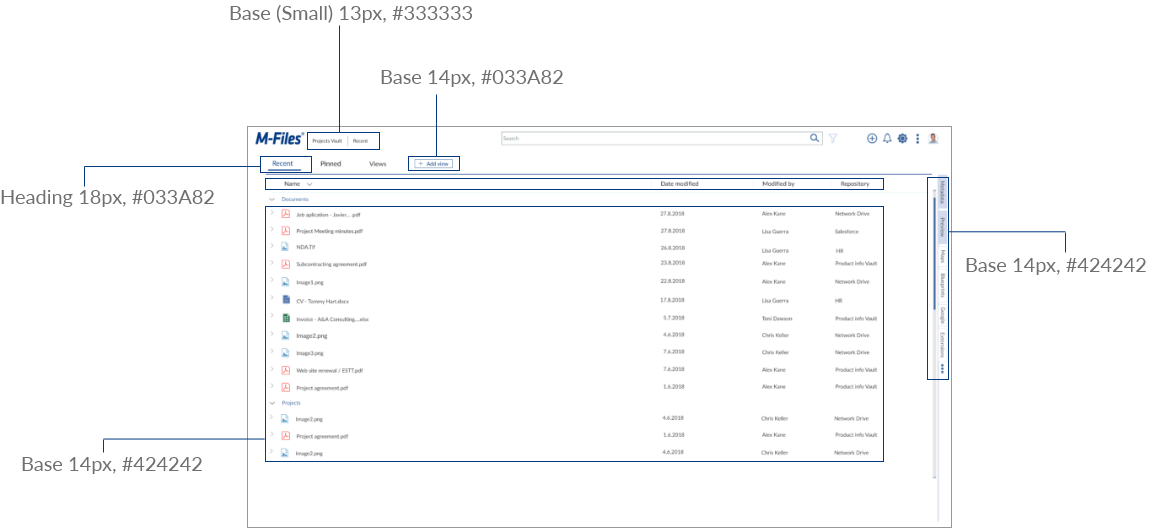 Base (Small) 13px, #333333
Base 14px, #033A82
M-Files® Projects Vault Recent Search
Recent Pinned Views + Add view
Heading 18px, #033A82
Name Date modified Modified by Repository
Documents
Job aplication - Javier... .pdf 27.8.2018 Alex Kane Network Drive
Project Meeting minutes.pdf 27.8.2018 Lisa Guerra Salesforce
NDA.Tif 26.8.2018 Lisa Guerra HR
Subcontracting agreement.pdf 23.8.2018 Alex Kane Product info Vault
Image1.png 22.8.2018 Alex Kane Network Drive
CV - Tommy Hart.docx 17.8.2018 Lisa Guerra HR
Invoice - A&A Consulting....xlsx 5.7.2018 Toni Dawson Product info Vault
Image2.png 4.6.2018 Chris Keller Network Drive
Image3.png 7.6.2018 Chris Keller Network Drive
Web site renewal / ESTT.pdf 7.6.2018 Alex Kane Product info Vault
Project agreement.pdf 1.6.2018 Alex Kane Product info Vault
Projects
Image2.png 4.6.2018 Chris Keller Network Drive
Project agreement.pdf 1.6.2018 Alex Kane Product info Vault
Image2.png 4.6.2018 Chris Keller Network Drive
Metadata
Preview
Maps
Blueprints
Google
Extensions
Base 14px, #424242
Base 14px, #424242